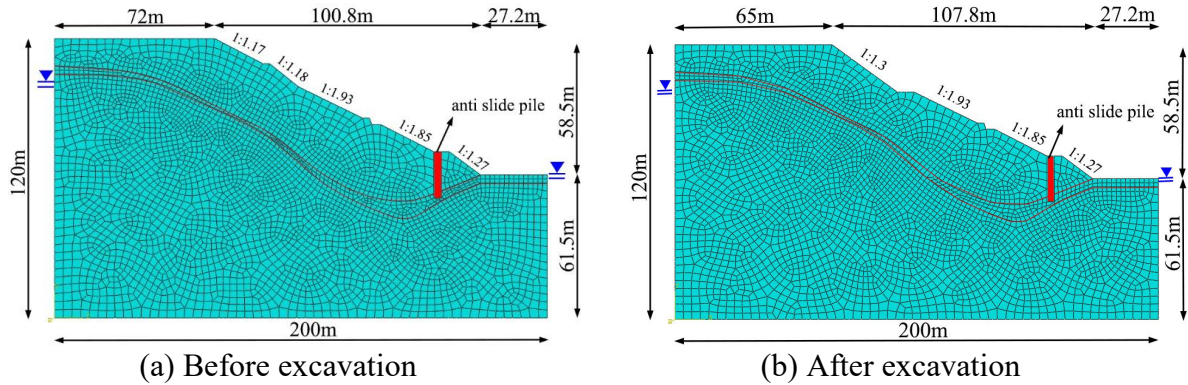 72m 100.8m 27.2m
1:1.17
1:1.18
1:1.93
anti slide pile
1:1.85
1:1.27
120m
58.5m
61.5m
200m
(a) Before excavation
65m 107.8m 27.2m
1:1.3
1:1.93
anti slide pile
1:1.85
1:1.27
120m
58.5m
61.5m
200m
(b) After excavation